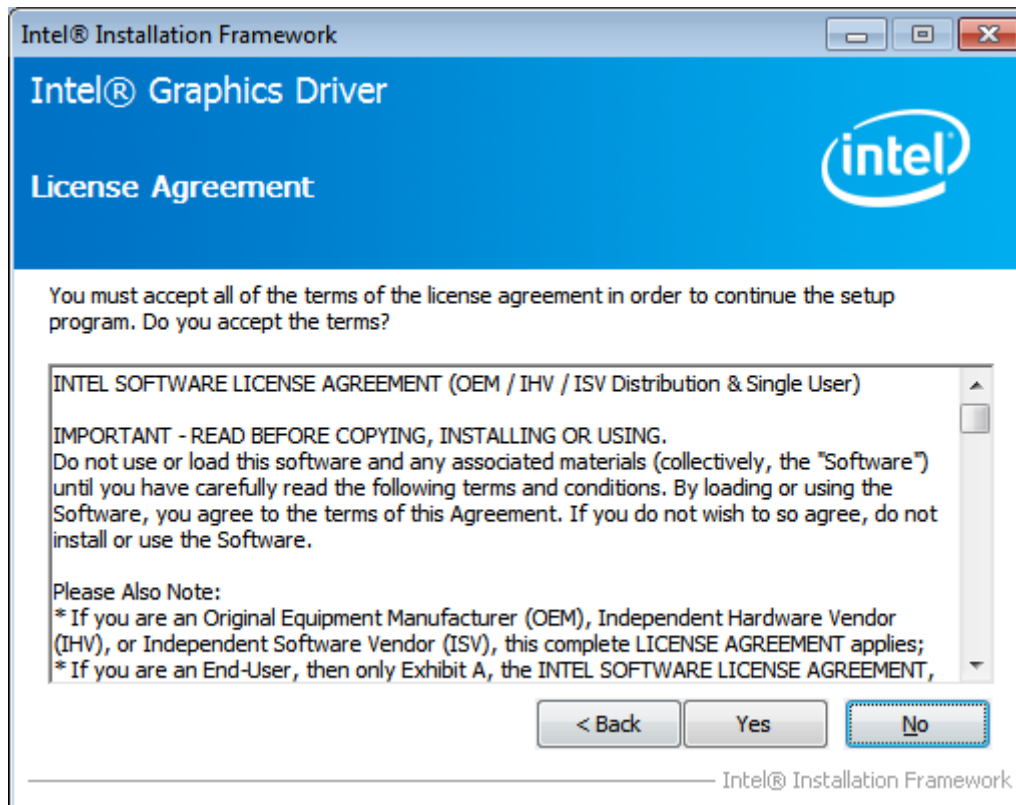 Intel® Installation Framework
Intel® Graphics Driver
intel
License Agreement
You must accept all of the terms of the license agreement in order to continue the setup
program. Do you accept the terms?
INTEL SOFTWARE LICENSE AGREEMENT (OEM / IHV / ISV Distribution & Single User)
IMPORTANT - READ BEFORE COPYING, INSTALLING OR USING.
Do not use or load this software and any associated materials (collectively, the "Software")
until you have carefully read the following terms and conditions. By loading or using the
Software, you agree to the terms of this Agreement. If you do not wish to so agree, do not
install or use the Software.
Please Also Note:
* If you are an Original Equipment Manufacturer (OEM), Independent Hardware Vendor
(IHV), or Independent Software Vendor (ISV), this complete LICENSE AGREEMENT applies;
* If you are an End-User, then only Exhibit A, the INTEL SOFTWARE LICENSE AGREEMENT,
< Back
Yes
No
Intel® Installation Framework